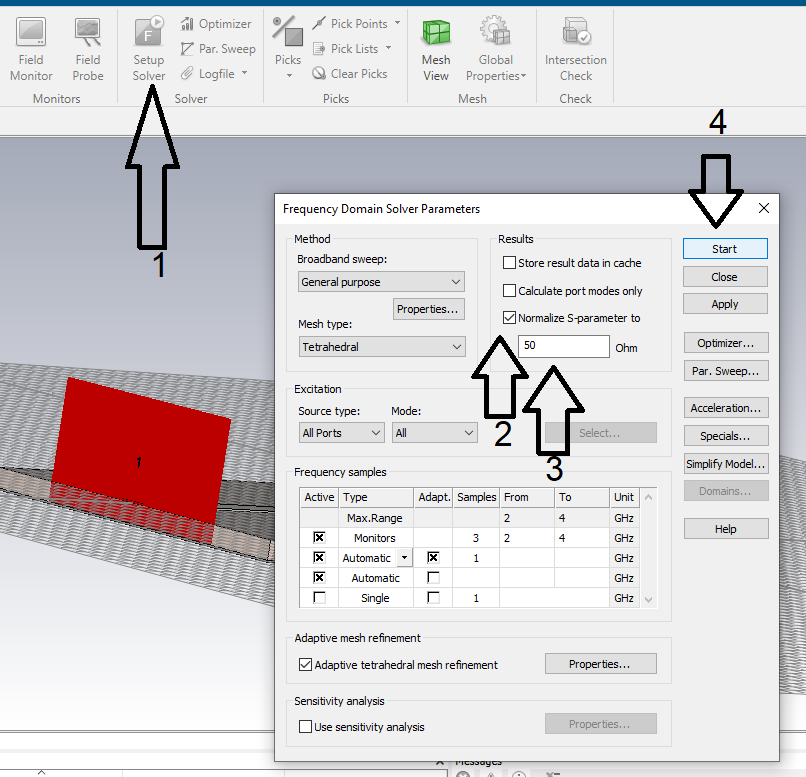 Optimizer
Par. Sweep
Logfile
Field
Monitor
Field
Probe
Setup
Solver
Pick Points
Pick Lists
Clear Picks
Picks
Mesh
View
Global
Properties
Intersection
Check
Monitors
Solver
Picks
Mesh
Check
4
1
Frequency Domain Solver Parameters
Method
Broadband sweep:
General purpose
Properties...
Mesh type:
Tetrahedral
Results
Store result data in cache
Calculate port modes only
Normalize S-parameter to
50
Ohm
Start
Close
Apply
Optimizer...
Par. Sweep...
Acceleration...
Specials...
Simplify Model...
Domains...
Help
Excitation
Source type:
Mode:
All Ports
All
Select...
2
3
Frequency samples
Active Type Adapt. Samples From To Unit
Max.Range 2 4 GHz
Monitors 3 2 4 GHz
Automatic 1 GHz
Automatic GHz
Single 1 GHz
Adaptive mesh refinement
Adaptive tetrahedral mesh refinement
Properties...
Sensitivity analysis
Use sensitivity analysis
Properties...
1
Messages